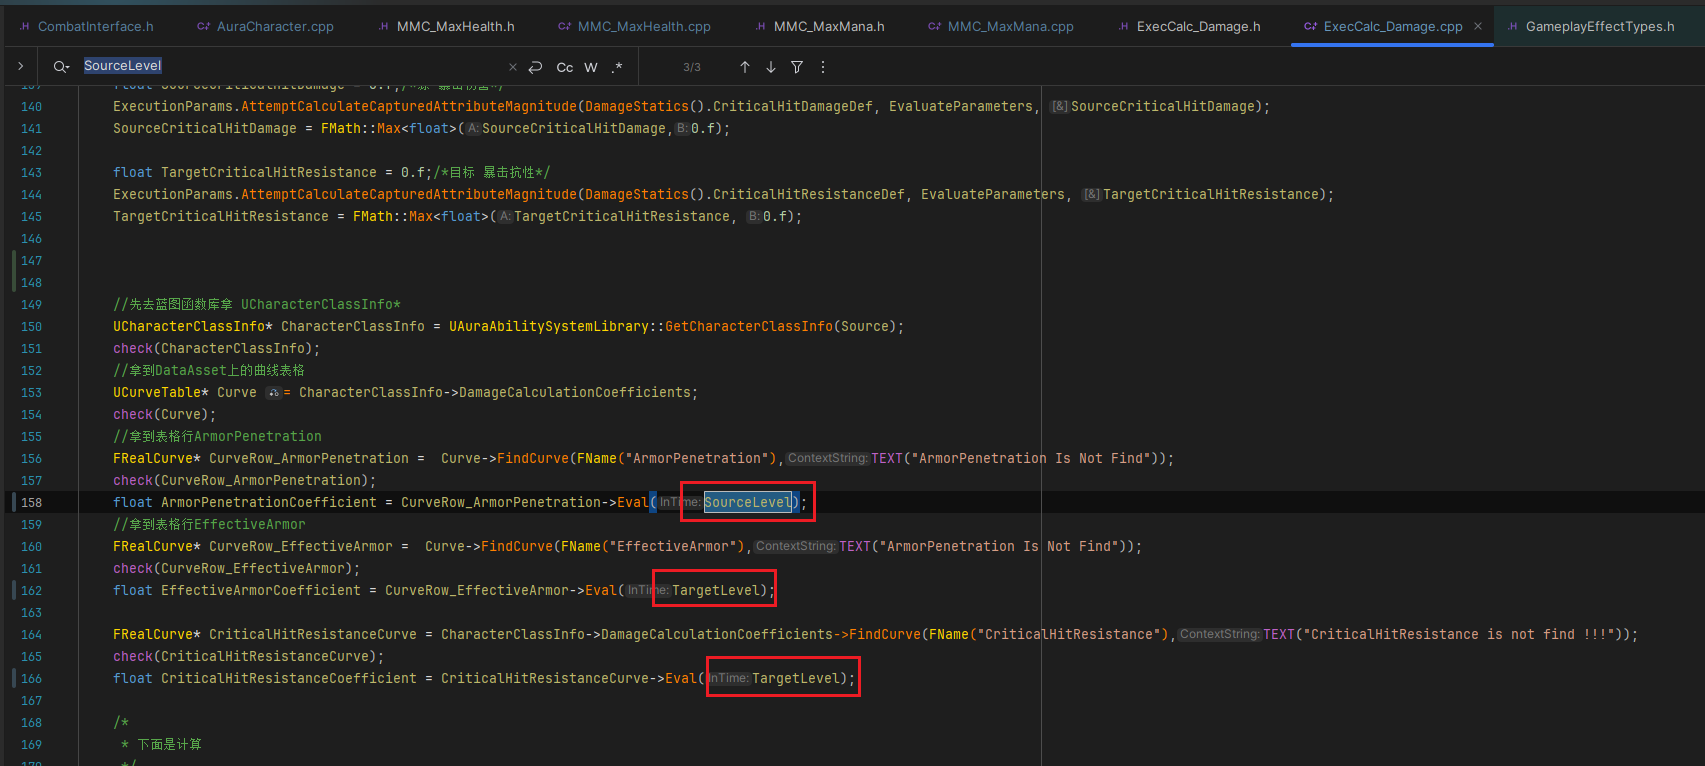 CombatInterface.h AuraCharacter.cpp MMC_MaxHealth.h MMC_MaxHealth.cpp MMC_MaxMana.h MMC_MaxMana.cpp ExecCalc_Damage.h ExecCalc_Damage.cpp GameplayEffectTypes.h
SourceLevel Cc W .* 3/3
140 ExecutionParams.AttemptCalculateCapturedAttributeMagnitude(DamageStatics().CriticalHitDamageDef, EvaluateParameters, [&]SourceCriticalHitDamage);
141 SourceCriticalHitDamage = FMath::Max<float>(A:SourceCriticalHitDamage,B:0.f);
142
143 float TargetCriticalHitResistance = 0.f;/*目标 暴击抗性*/
144 ExecutionParams.AttemptCalculateCapturedAttributeMagnitude(DamageStatics().CriticalHitResistanceDef, EvaluateParameters, [&]TargetCriticalHitResistance);
145 TargetCriticalHitResistance = FMath::Max<float>(A:TargetCriticalHitResistance, B:0.f);
146
147
148
149 //先去蓝图函数库拿 UCharacterClassInfo*
150 UCharacterClassInfo* CharacterClassInfo = UAuraAbilitySystemLibrary::GetCharacterClassInfo(Source);
151 check(CharacterClassInfo);
152 //拿到DataAsset上的曲线表格
153 UCurveTable* Curve = CharacterClassInfo->DamageCalculationCoefficients;
154 check(Curve);
155 //拿到表格行ArmorPenetration
156 FRealCurve* CurveRow_ArmorPenetration = Curve->FindCurve(FName("ArmorPenetration"),ContextString:TEXT("ArmorPenetration Is Not Find"));
157 check(CurveRow_ArmorPenetration);
158 float ArmorPenetrationCoefficient = CurveRow_ArmorPenetration->Eval(InTime:SourceLevel);
159 //拿到表格行EffectiveArmor
160 FRealCurve* CurveRow_EffectiveArmor = Curve->FindCurve(FName("EffectiveArmor"),ContextString:TEXT("ArmorPenetration Is Not Find"));
161 check(CurveRow_EffectiveArmor);
162 float EffectiveArmorCoefficient = CurveRow_EffectiveArmor->Eval(InTime:TargetLevel);
163
164 FRealCurve* CriticalHitResistanceCurve = CharacterClassInfo->DamageCalculationCoefficients->FindCurve(FName("CriticalHitResistance"),ContextString:TEXT("CriticalHitResistance is not find !!!"));
165 check(CriticalHitResistanceCurve);
166 float CriticalHitResistanceCoefficient = CriticalHitResistanceCurve->Eval(InTime:TargetLevel);
167
168 /*
169 * 下面是计算